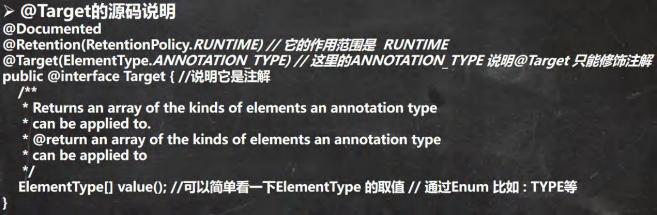 ➢ @Target的源码说明
@Documented
@Retention(RetentionPolicy.RUNTIME) // 它的作用范围是 RUNTIME
@Target(ElementType.ANNOTATION_TYPE) // 这里的ANNOTATION_TYPE 说明@Target 只能修饰注解
public @interface Target { //说明它是注解
/**
* Returns an array of the kinds of elements an annotation type
* can be applied to.
* @return an array of the kinds of elements an annotation type
* can be applied to
*/
ElementType[] value(); //可以简单看一下ElementType 的取值 // 通过Enum 比如 : TYPE等
}